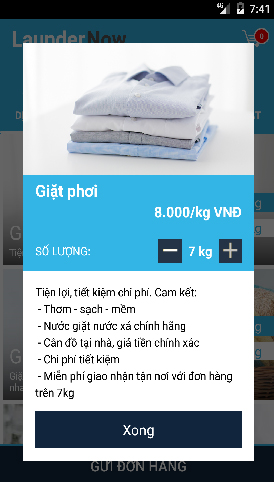 4G 7:41
LaunderNow
0
Giặt phơi
8.000/kg VNĐ
SỐ LƯỢNG:
7 kg
Tiện lợi, tiết kiệm chi phí. Cam kết:
- Thơm - sạch - mềm
- Nước giặt nước xả chính hãng
- Cân đồ tại nhà, giá tiền chính xác
- Chi phí tiết kiệm
- Miễn phí giao nhận tận nơi với đơn hàng
trên 7kg
Xong
GỬI ĐƠN HÀNG